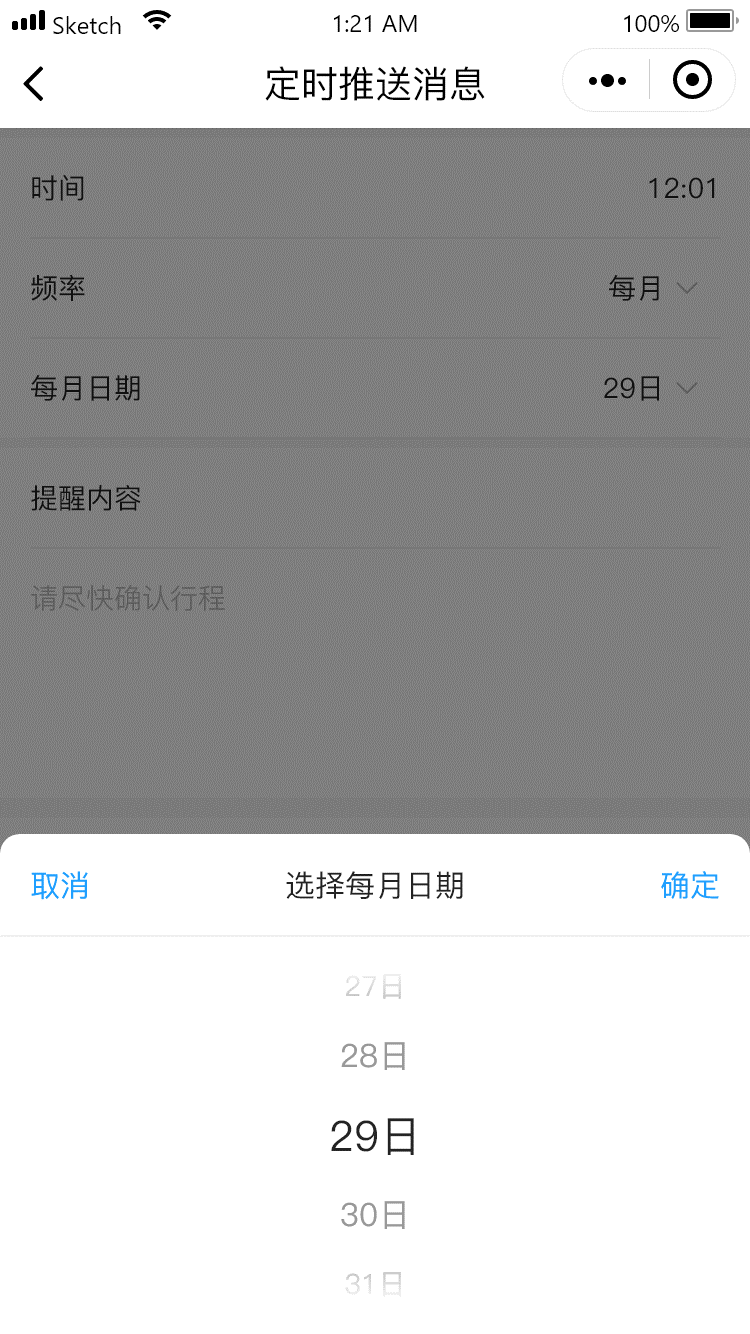 Sketch 1:21 AM 100%
定时推送消息
时间 12:01
频率 每月
每月日期 29日
提醒内容
请尽快确认行程
取消 选择每月日期 确定
27日
28日
29日
30日
31日